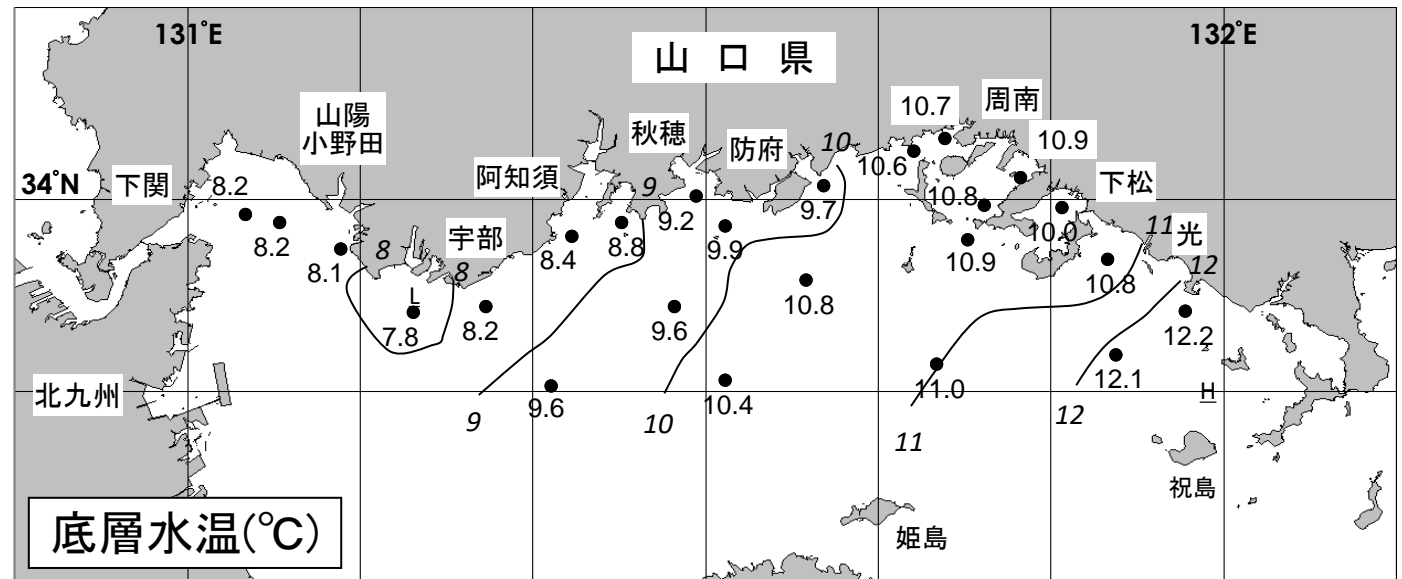 131°E
132°E
山 口 県
10.7
周南
山陽
小野田
秋穂
防府
10
10.9
10.6
阿知須
下松
34°N
下関
8.2
9
9.2
9.7
10.8
10.0
11
光
8.2
8.1
8
宇部
8
8.4
8.8
9.9
10.9
10.8
12
L
7.8
8.2
9.6
10.8
12.2
北九州
9.6
10.4
11.0
12.1
H
9
10
11
12
祝島
姫島
底層水温(℃)